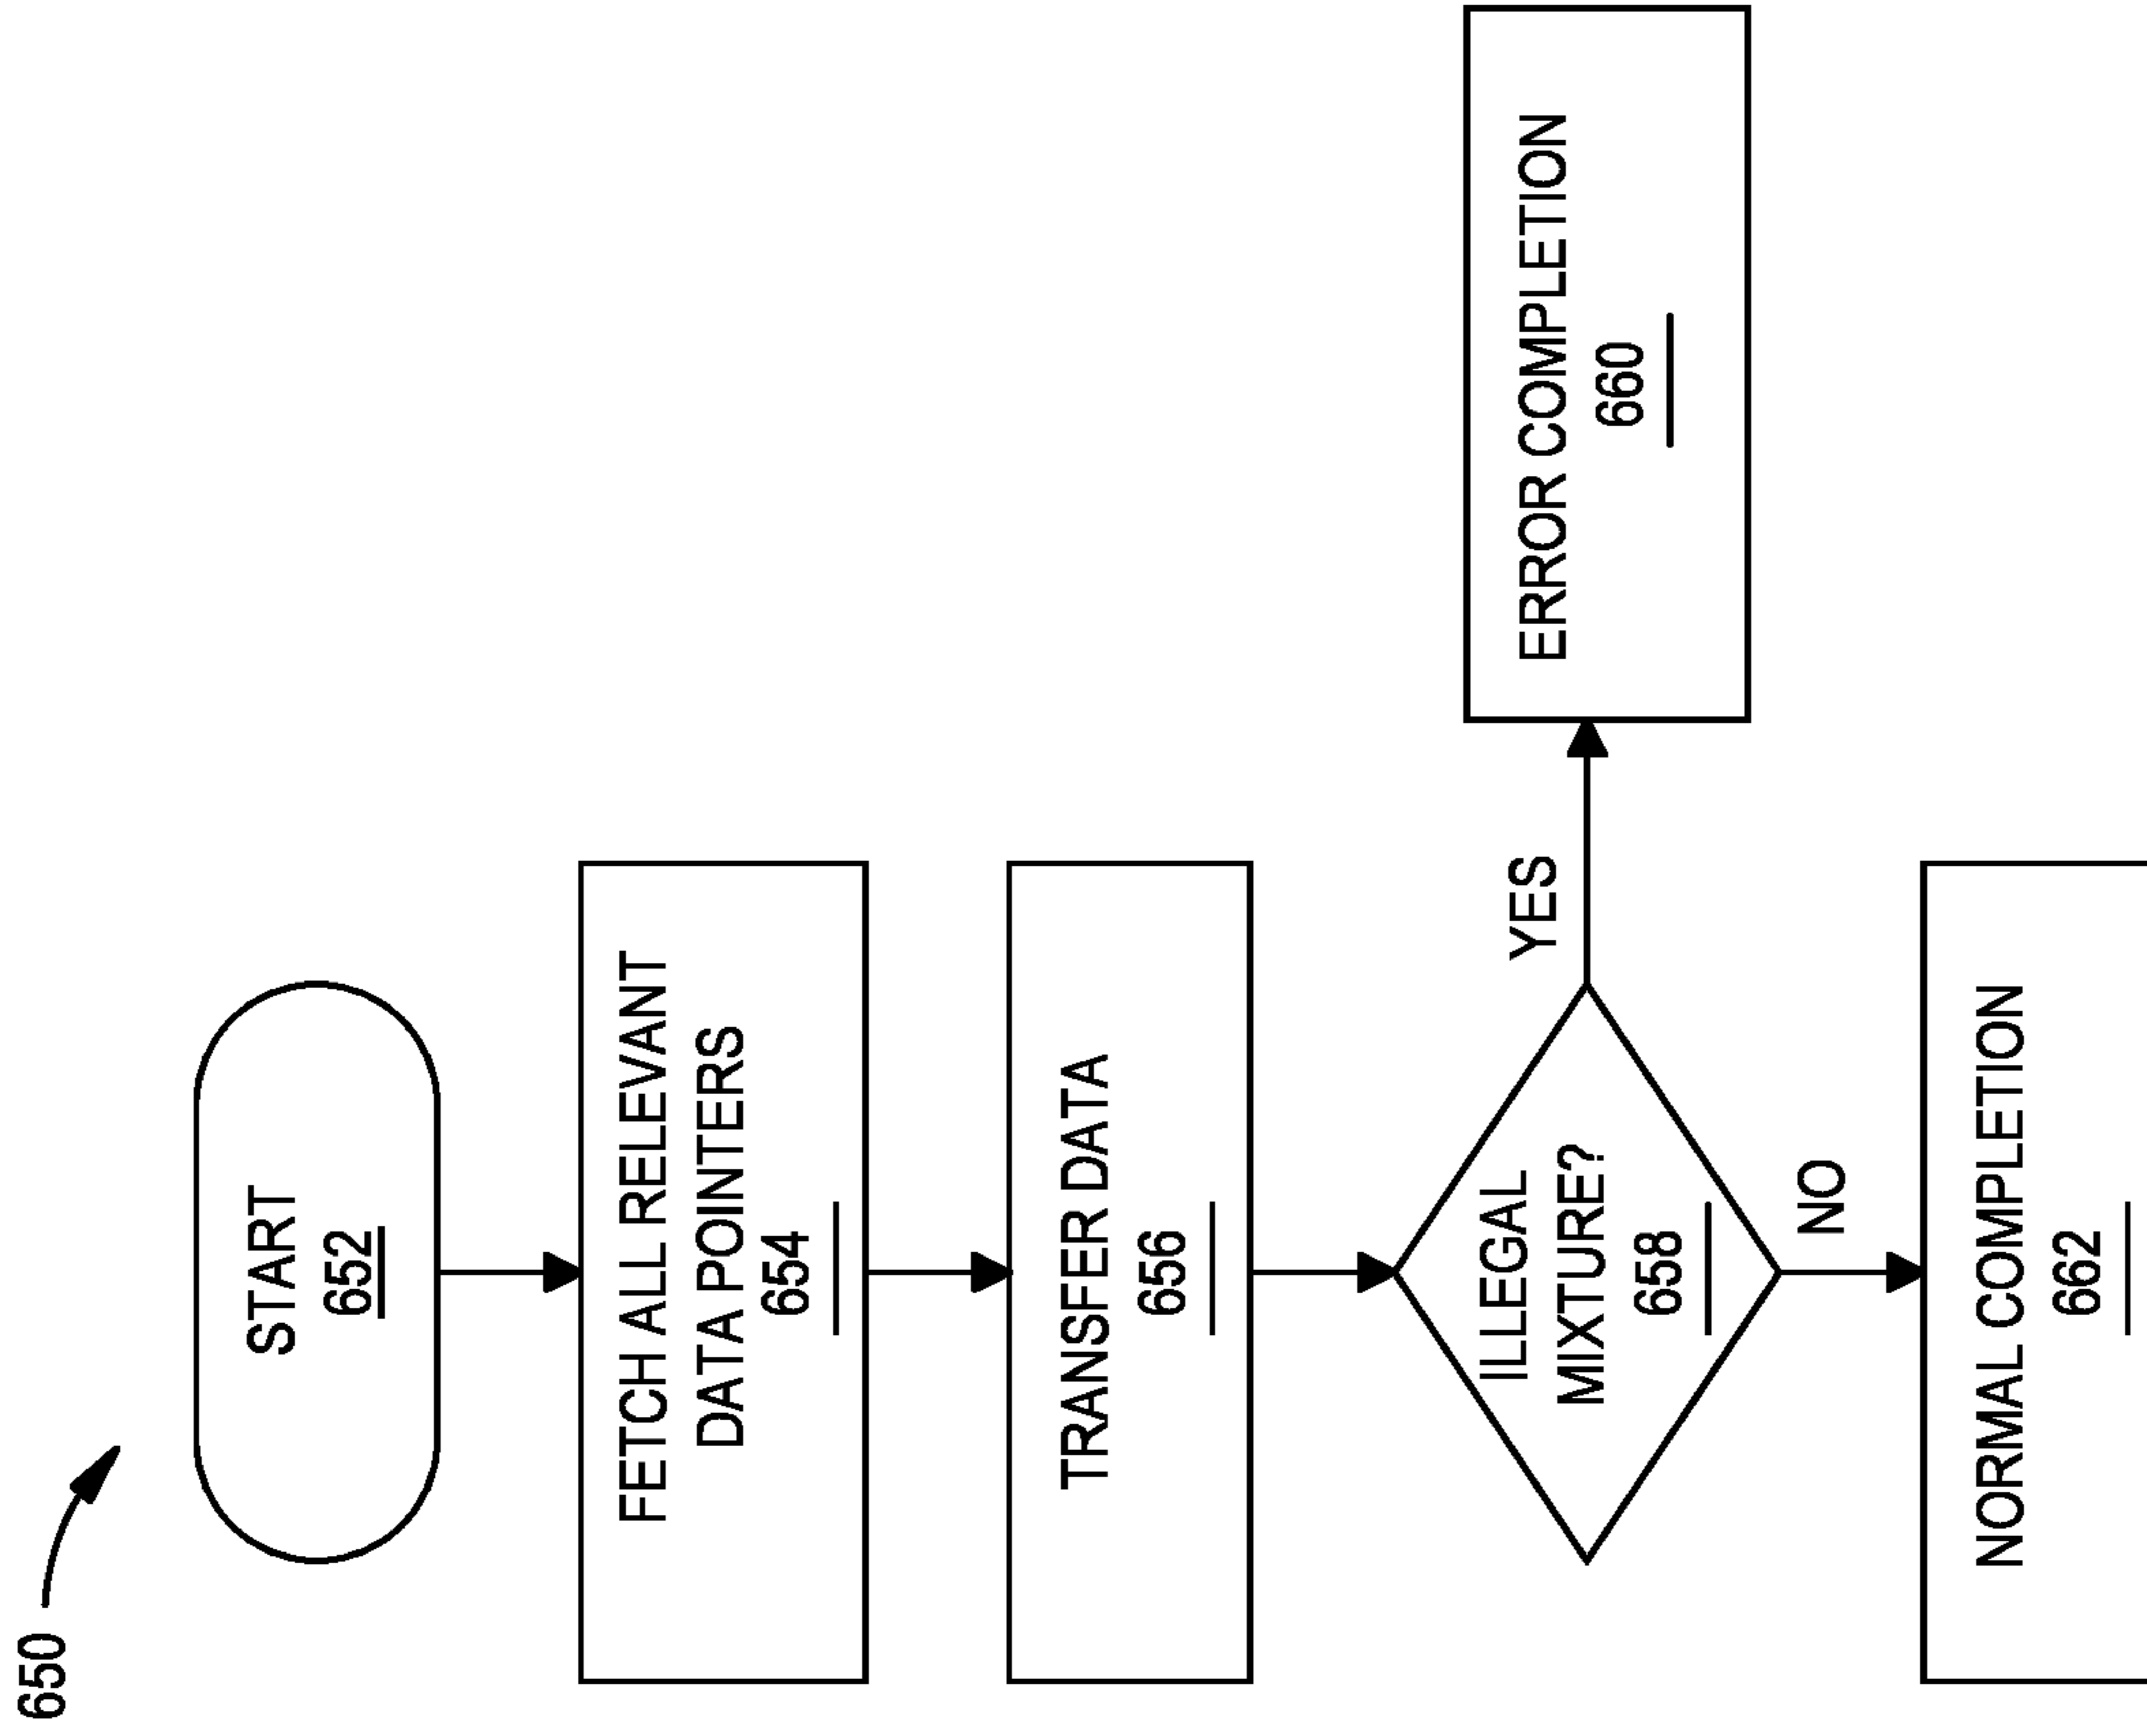 650
START
652
FETCH ALL RELEVANT
DATA POINTERS
654
TRANSFER DATA
656
ILLEGAL
MIXTURE?
658
YES
ERROR COMPLETION
660
NO
NORMAL COMPLETION
662